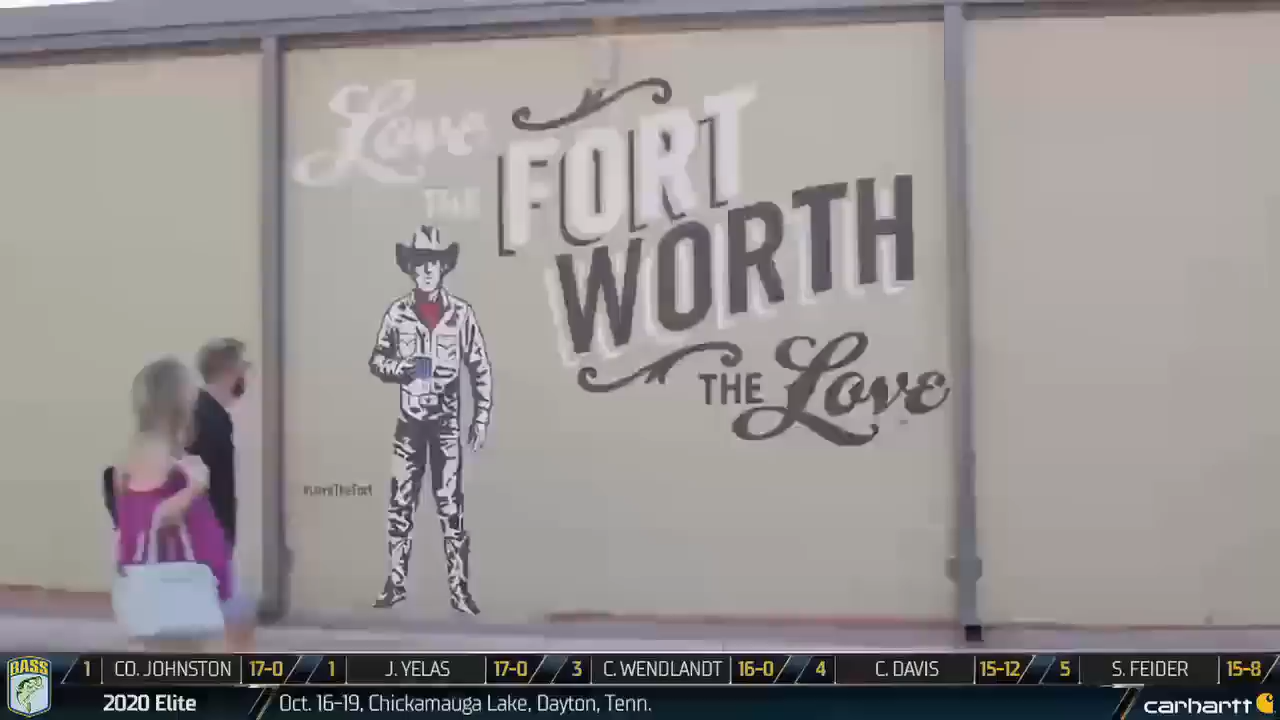 Love
THE
FORT
WORTH
THE Love
#LoveTheFort
BASS 1 CO. JOHNSTON 17-0 1 J. YELAS 17-0 3 C. WENDLANDT 16-0 4 C. DAVIS 15-12 5 S. FEIDER 15-8
2020 Elite Oct. 16-19, Chickamauga Lake, Dayton, Tenn. carhartt